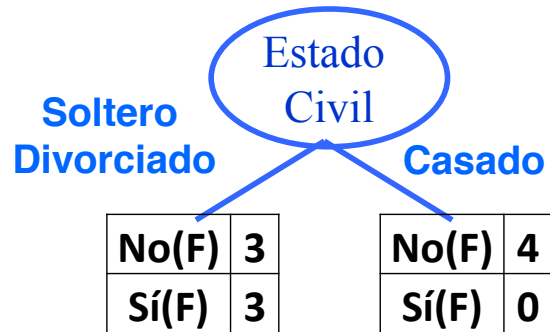 Estado
Civil
Soltero
Divorciado
Casado
No(F) 3
Sí(F) 3
No(F) 4
Sí(F) 0